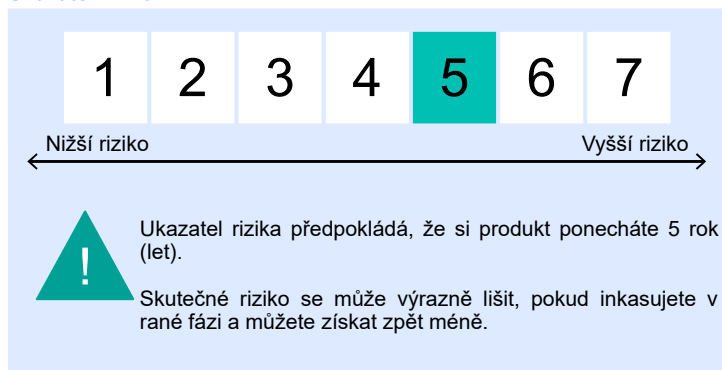 1 2 3 4 5 6 7
Nižší riziko Vyšší riziko
!
Ukazatel rizika předpokládá, že si produkt ponecháte 5 rok
(let).
Skutečné riziko se může výrazně lišit, pokud inkasujete v
rané fázi a můžete získat zpět méně.